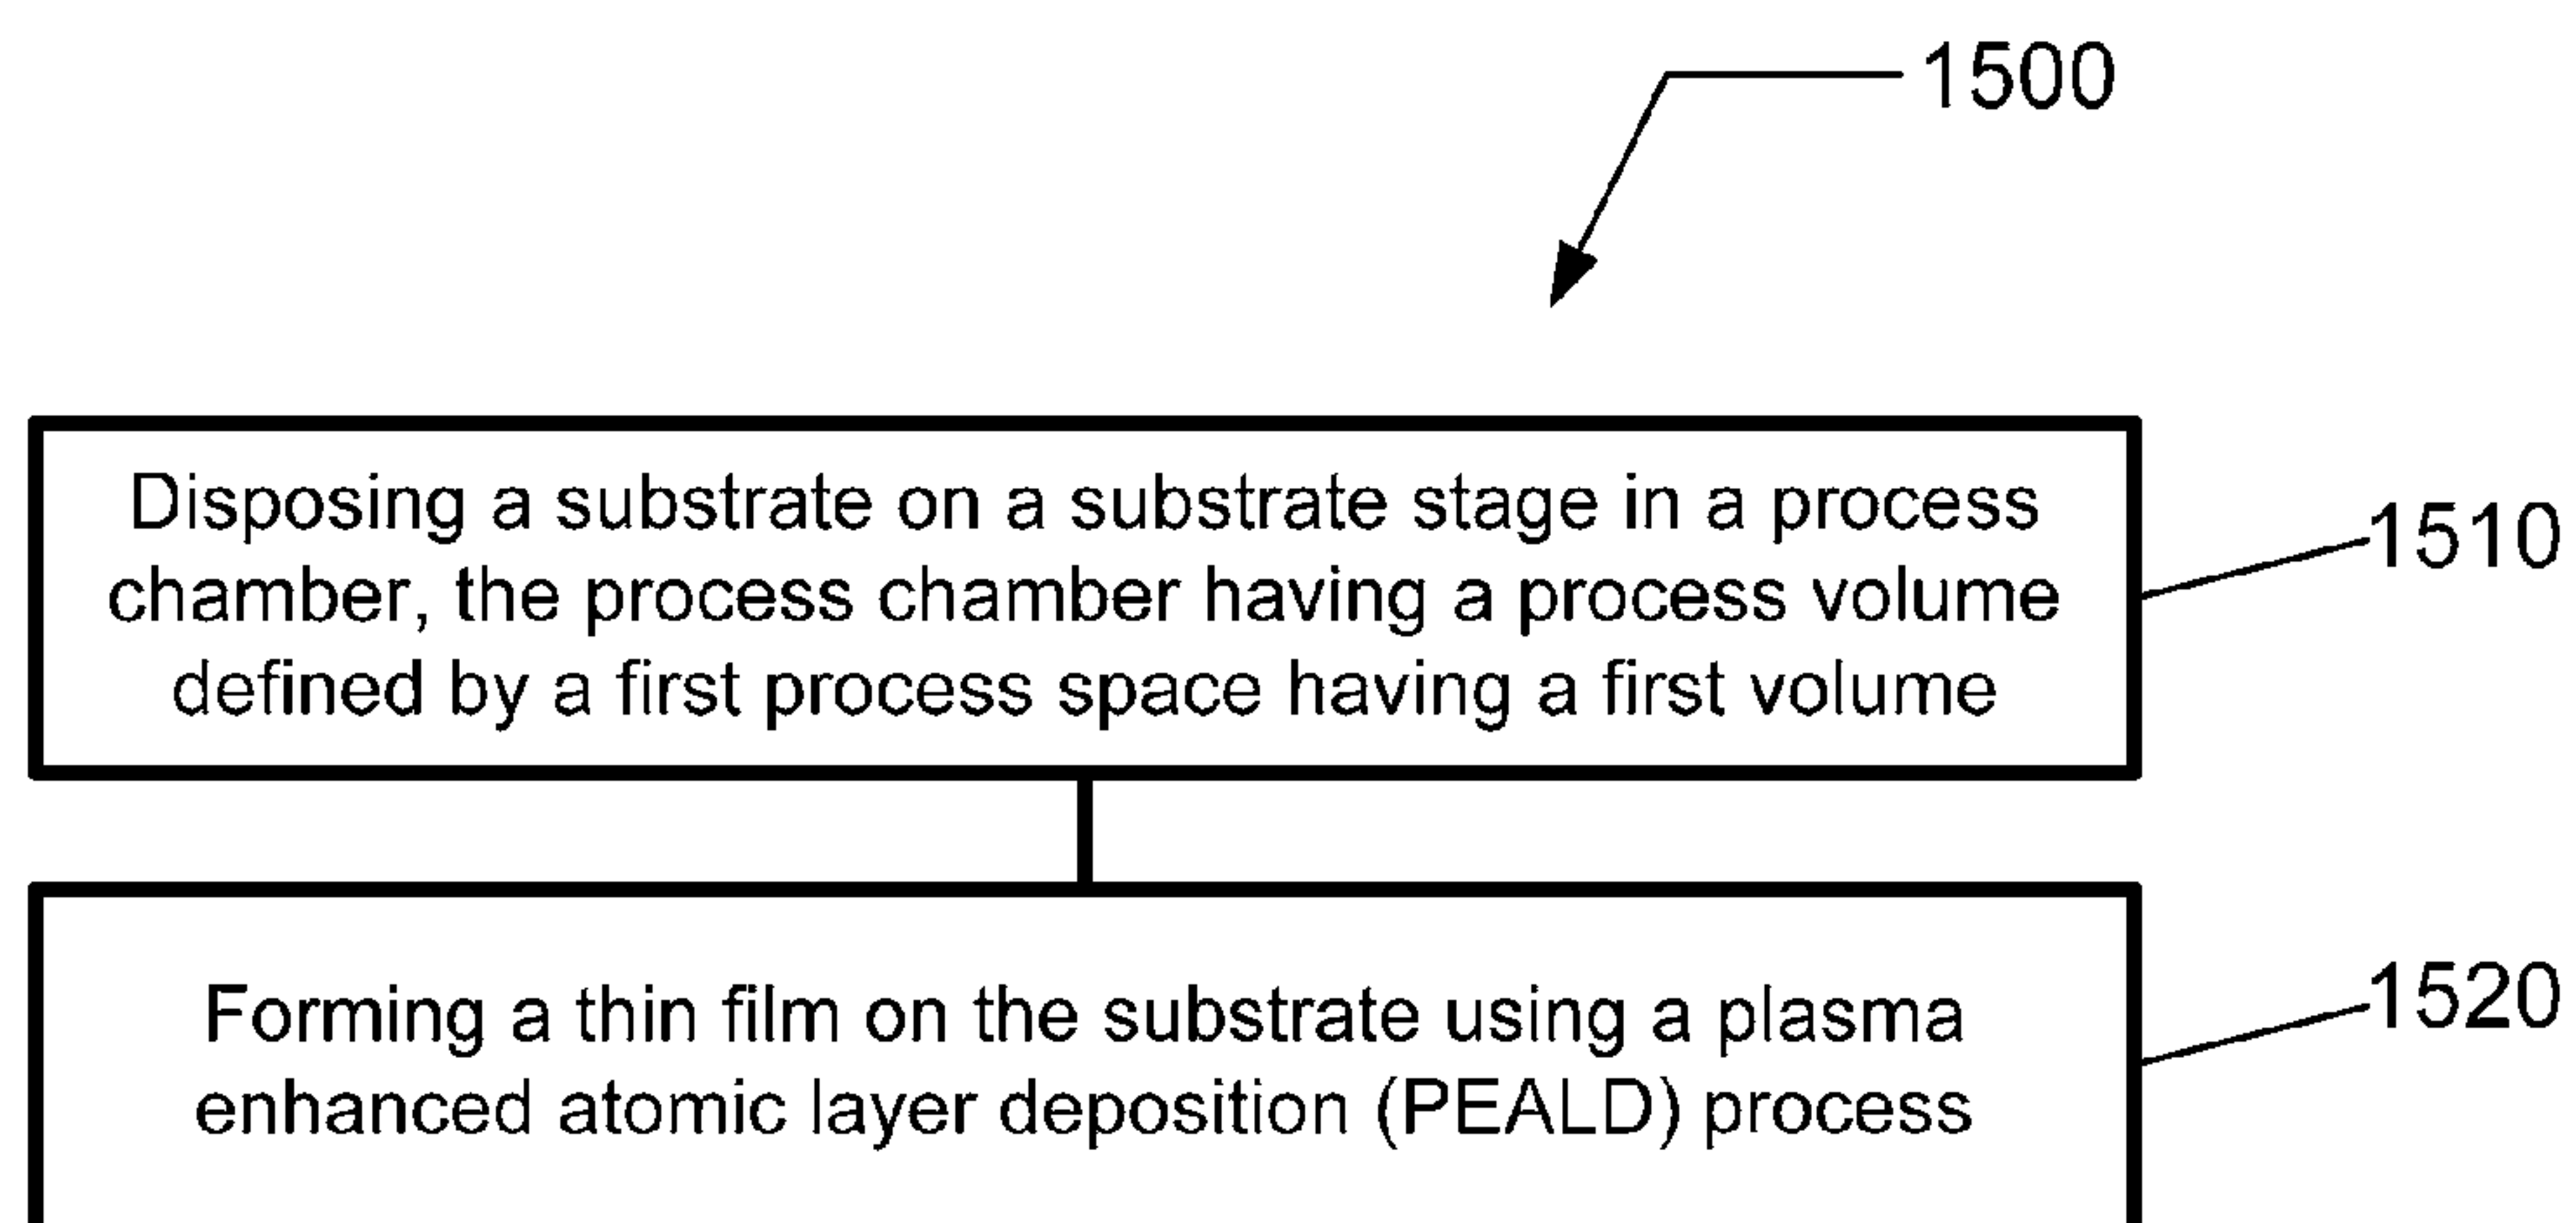 1500
Disposing a substrate on a substrate stage in a process
chamber, the process chamber having a process volume
defined by a first process space having a first volume
1510
Forming a thin film on the substrate using a plasma
enhanced atomic layer deposition (PEALD) process
1520